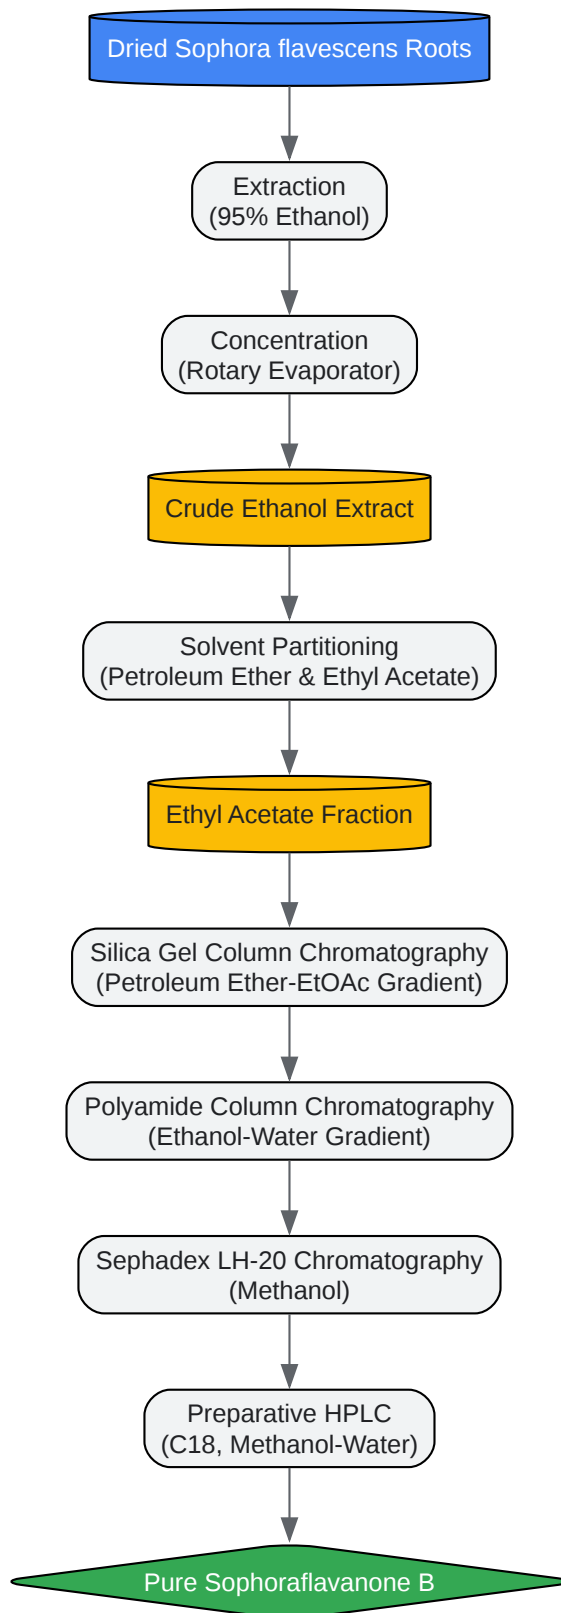 Dried Sophora flavescens Roots
Extraction
(95% Ethanol)
Concentration
(Rotary Evaporator)
Crude Ethanol Extract
Solvent Partitioning
(Petroleum Ether & Ethyl Acetate)
Ethyl Acetate Fraction
Silica Gel Column Chromatography
(Petroleum Ether-EtOAc Gradient)
Polyamide Column Chromatography
(Ethanol-Water Gradient)
Sephadex LH-20 Chromatography
(Methanol)
Preparative HPLC
(C18, Methanol-Water)
Pure Sophoraflavanone B